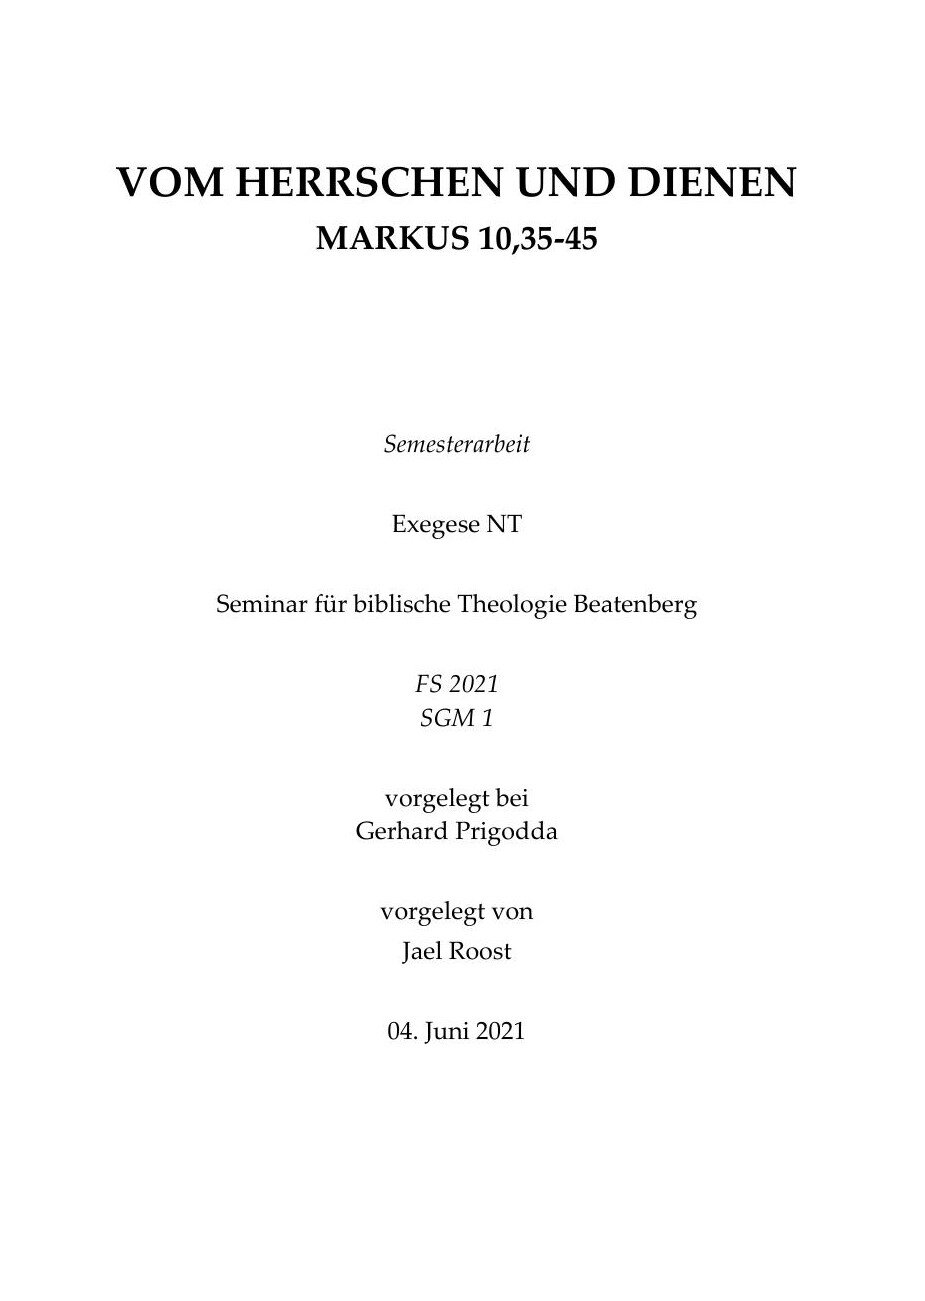 VOM HERRSCHEN UND DIENEN
MARKUS 10,35-45
Semesterarbeit
Exegese NT
Seminar für biblische Theologie Beatenberg
FS 2021
SGM 1
vorgelegt bei
Gerhard Prigodda
vorgelegt von
Jael Roost
04. Juni 2021